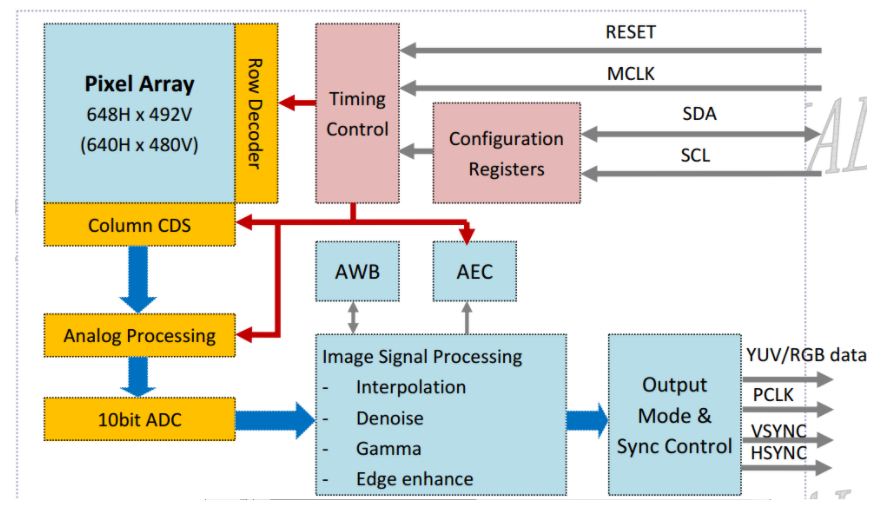 Pixel Array
648H x 492V
(640H x 480V)
Row Decoder
Timing
Control
RESET
MCLK
Configuration
Registers
SDA
SCL
Column CDS
AWB
AEC
Analog Processing
10bit ADC
Image Signal Processing
- Interpolation
- Denoise
- Gamma
- Edge enhance
Output
Mode &
Sync Control
YUV/RGB data
PCLK
VSYNC
HSYNC